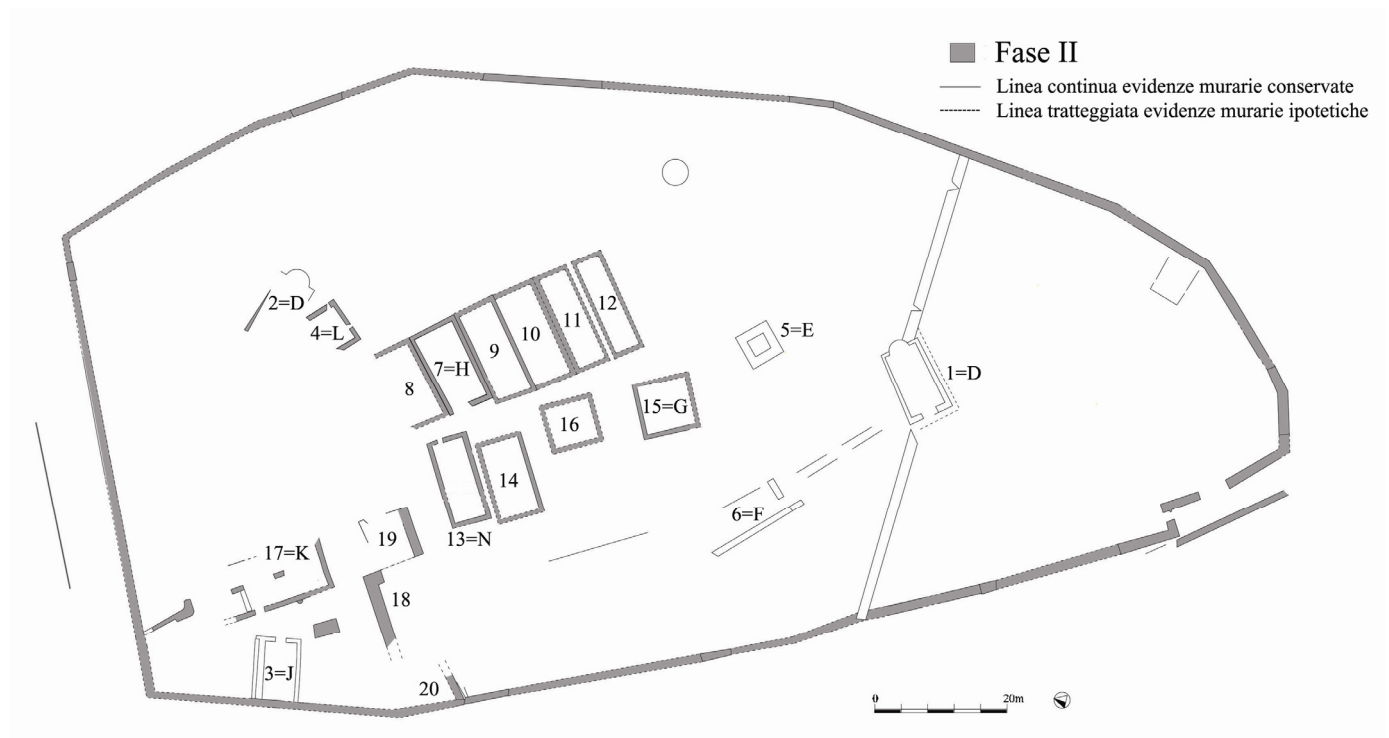 Fase II
Linea continua evidenze murarie conservate
Linea tratteggiata evidenze murarie ipotetiche
2=D
4=L
12
11
10
5=E
9
7=H
1=D
8
15=G
16
14
6=F
13=N
19
17=K
18
3=J
20
0
20m